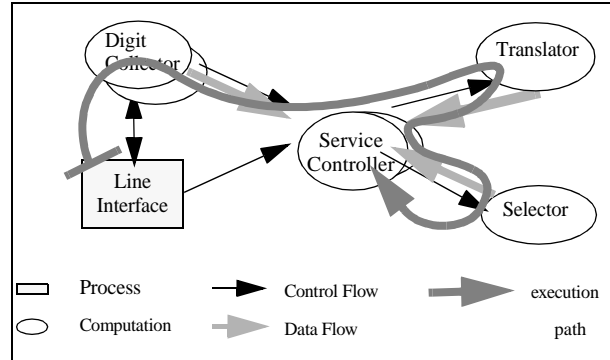 Digit
Collector
Translator
Service
Controller
Line
Interface
Selector
Process
Control Flow
execution
Computation
Data Flow
path